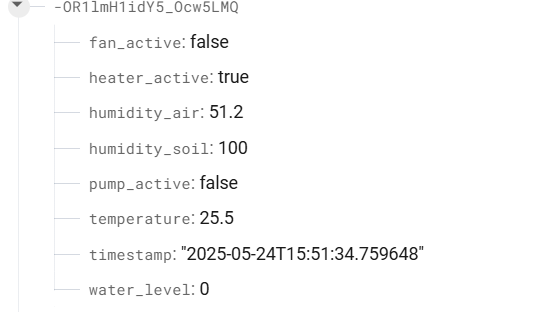 -OR1lmH1idY5_Ocw5LMQ
fan_active: false
heater_active: true
humidity_air: 51.2
humidity_soil: 100
pump_active: false
temperature: 25.5
timestamp: "2025-05-24T15:51:34.759648"
water_level: 0